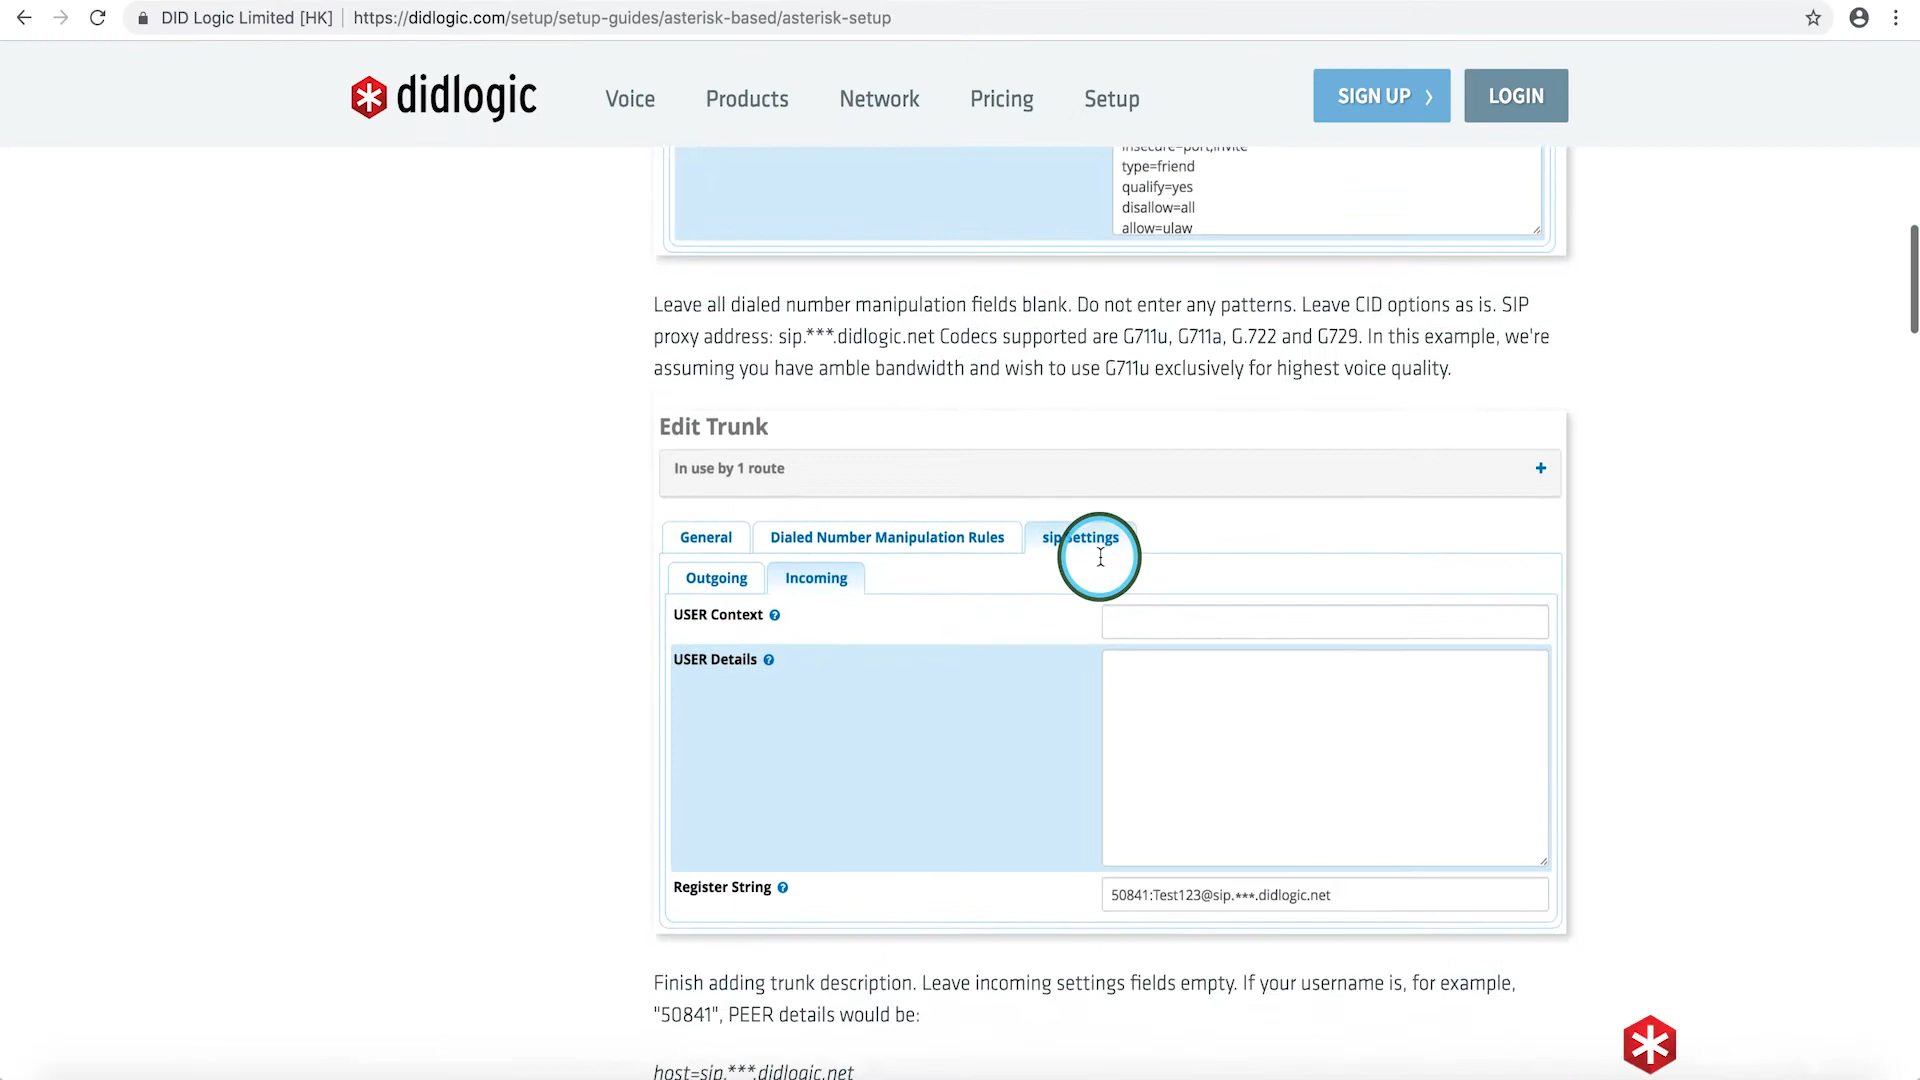 DID Logic Limited [HK]
https://didlogic.com/setup/setup-guides/asterisk-based/asterisk-setup
didlogic
Voice
Products
Network
Pricing
Setup
SIGN UP
LOGIN
insecure=port,invite
type=friend
qualify=yes
disallow=all
allow=ulaw
Leave all dialed number manipulation fields blank. Do not enter any patterns. Leave CID options as is. SIP
proxy address: sip.***.didlogic.net Codecs supported are G711u, G711a, G.722 and G729. In this example, we're
assuming you have amble bandwidth and wish to use G711u exclusively for highest voice quality.
Edit Trunk
In use by 1 route
General
Dialed Number Manipulation Rules
sip Settings
Outgoing
Incoming
USER Context
USER Details
Register String
50841:Test123@sip.***.didlogic.net
Finish adding trunk description. Leave incoming settings fields empty. If your username is, for example,
"50841", PEER details would be:
host=sip.***.didlogic.net